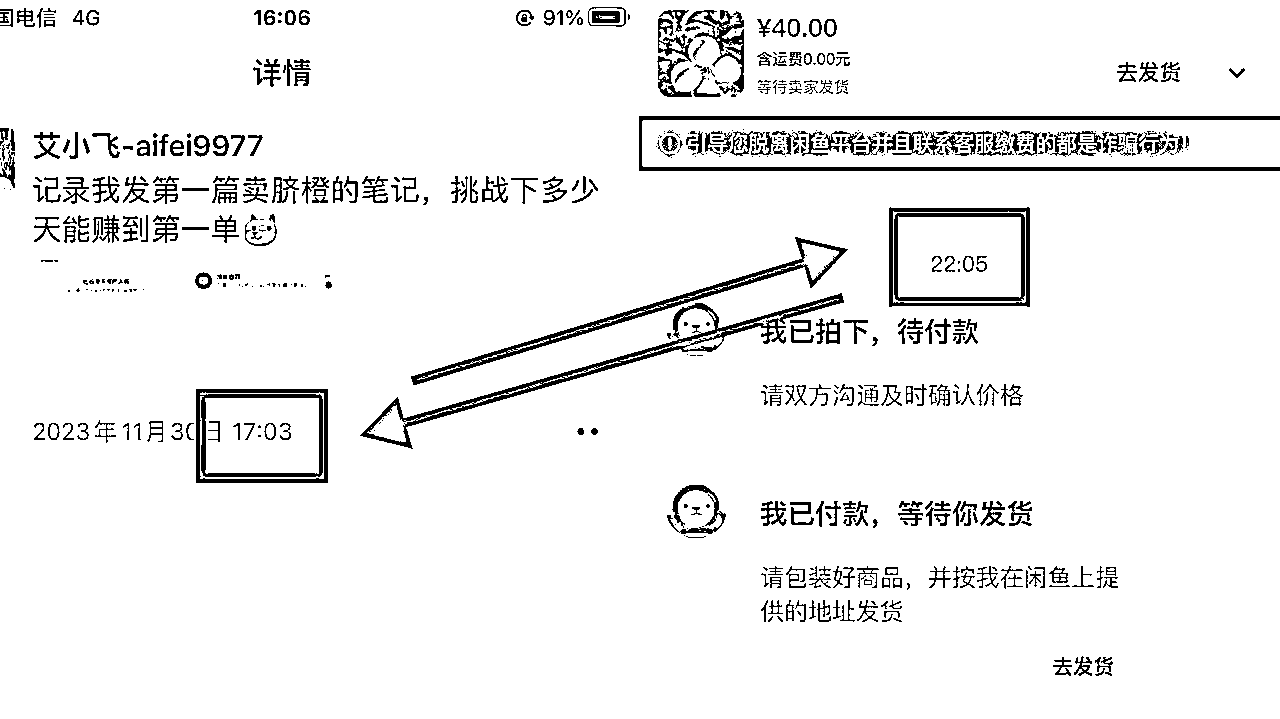 国电信 4G 16:06 91%
详情
艾小飞-aifei9977
记录我发第一篇卖脐橙的笔记，挑战下多少
天能赚到第一单
2023年11月30日 17:03
¥40.00
含运费0.00元
等待卖家发货
去发货
引导您脱离闲鱼平台并且联系客服缴费的都是诈骗行为！
22:05
我已拍下，待付款
请双方沟通及时确认价格
我已付款，等待你发货
请包装好商品，并按我在闲鱼上提
供的地址发货
去发货